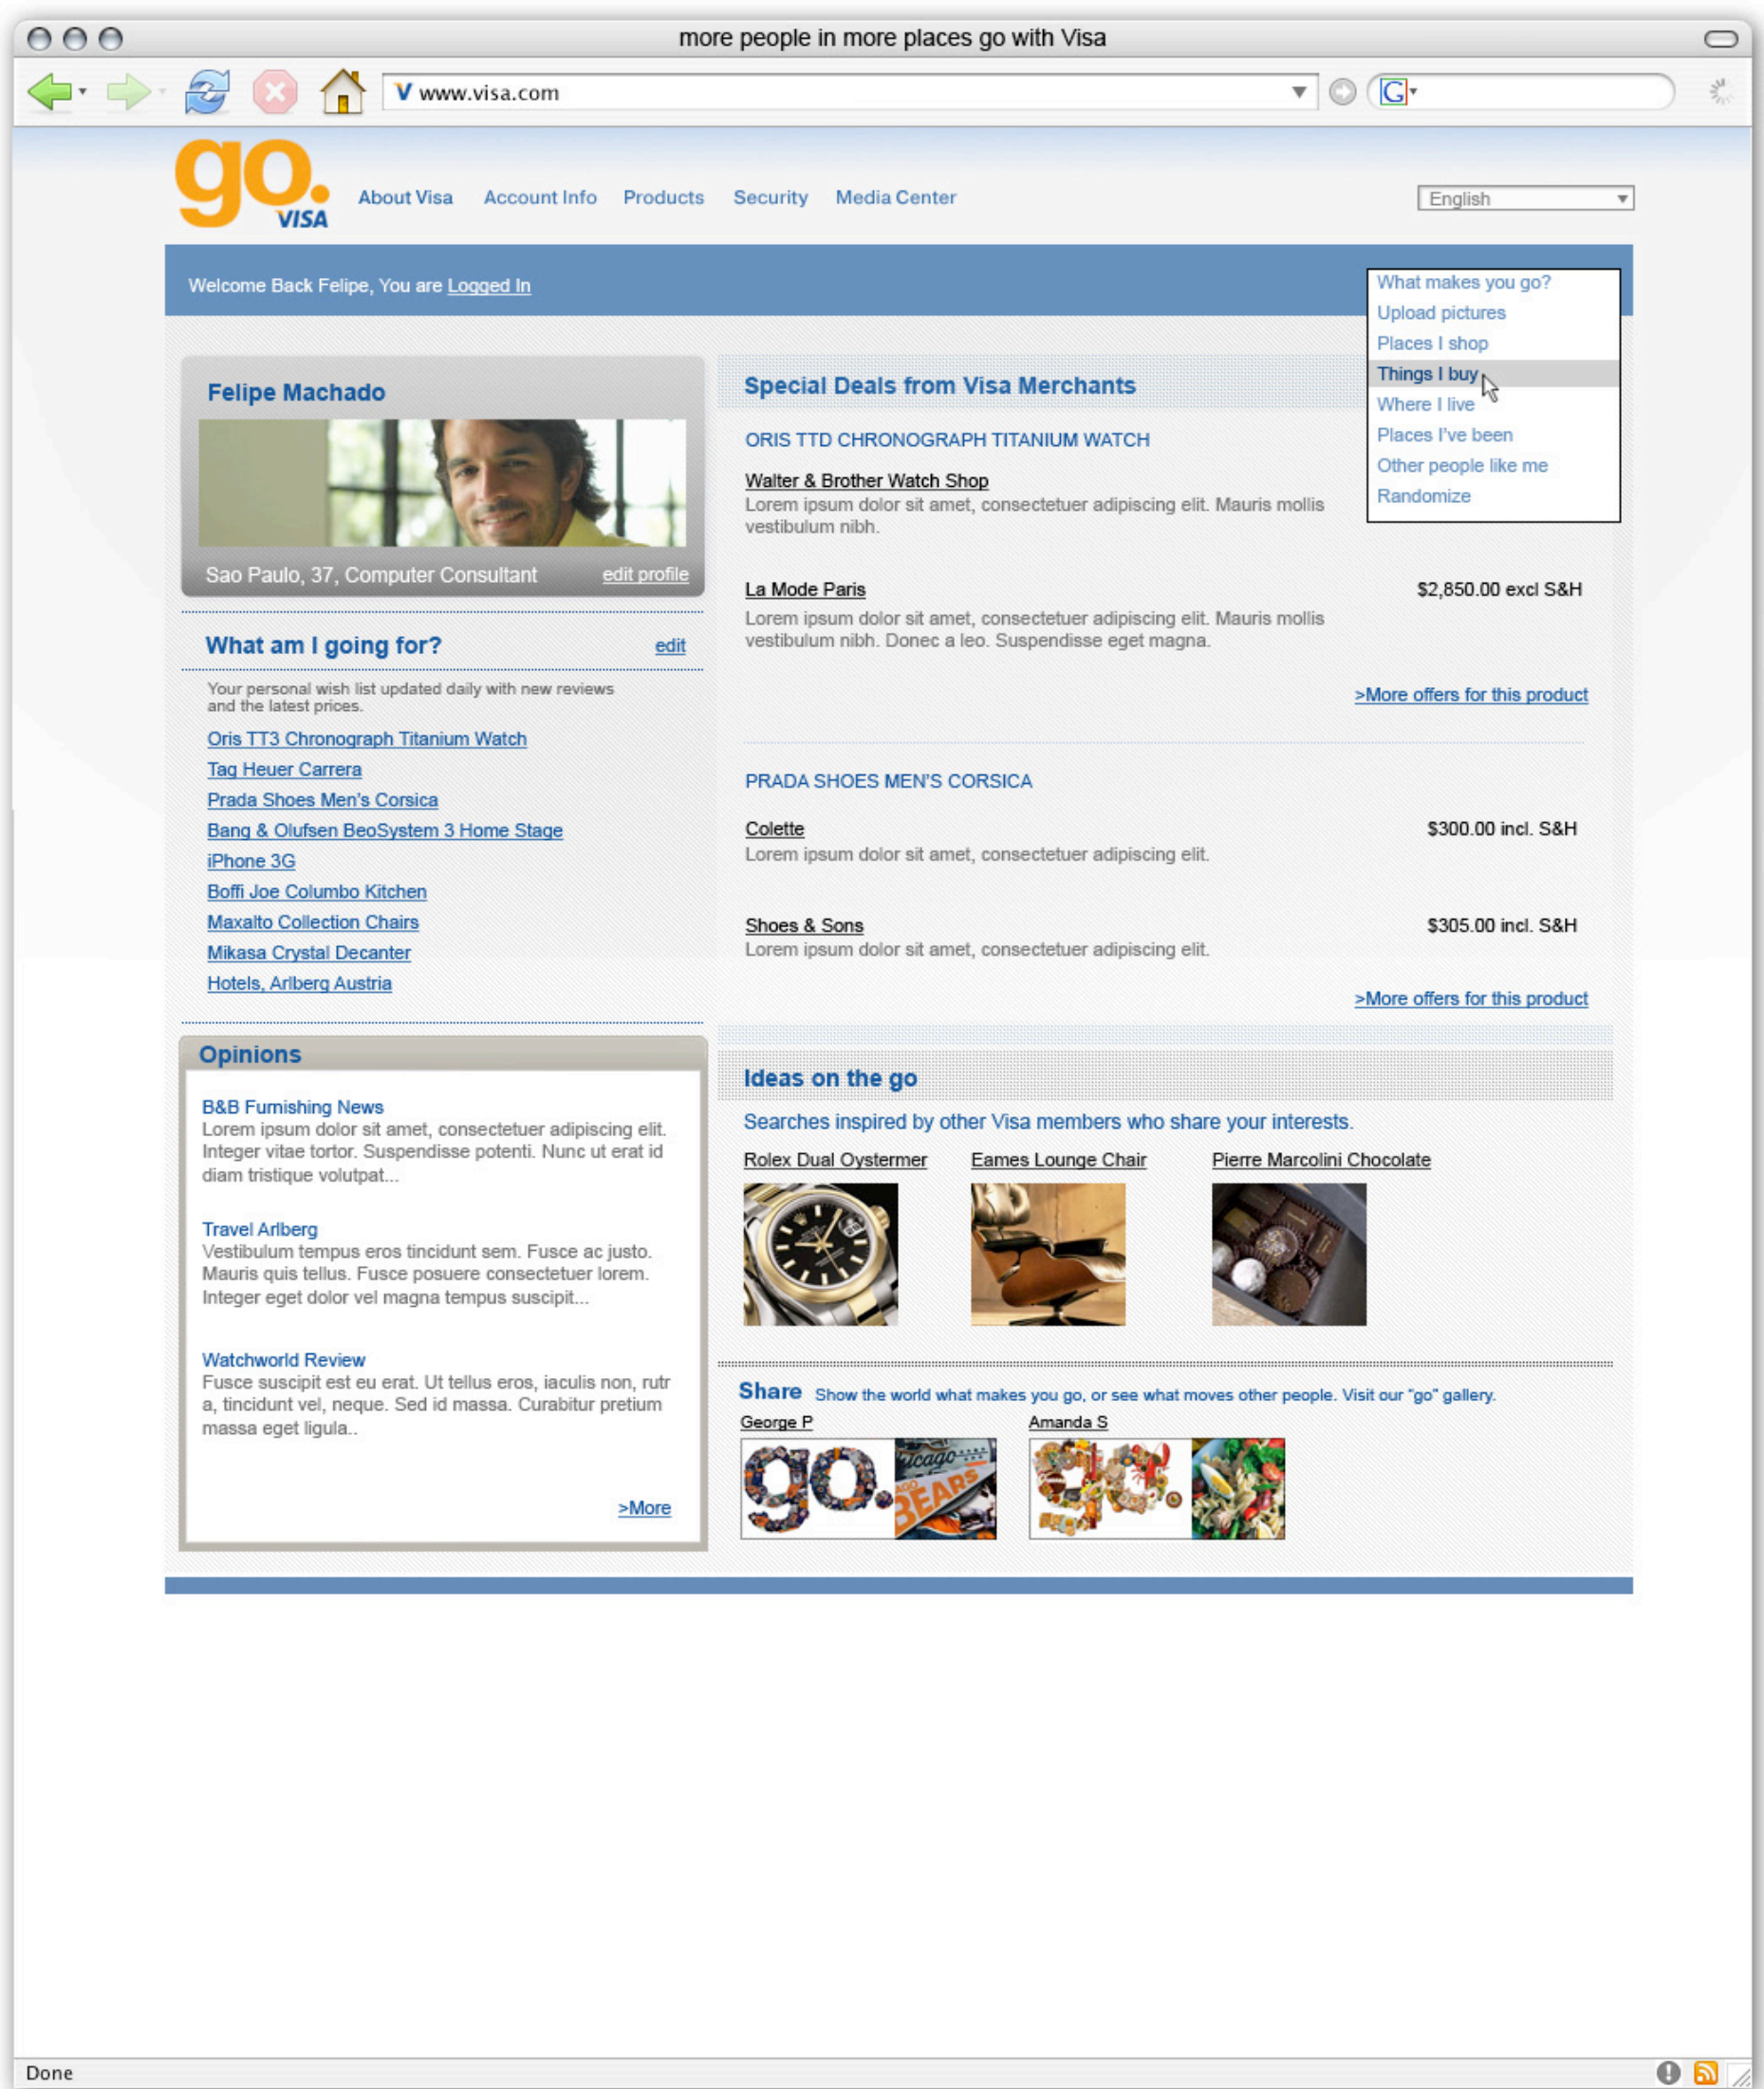 more people in more places go with Visa
V www.visa.com
G
go.
VISA
About Visa Account Info Products Security Media Center
English
Welcome Back Felipe, You are Logged In
What makes you go?
Upload pictures
Places I shop
Things I buy
Where I live
Places I've been
Other people like me
Randomize
Felipe Machado
Sao Paulo, 37, Computer Consultant edit profile
What am I going for? edit
Your personal wish list updated daily with new reviews
and the latest prices.
Oris TT3 Chronograph Titanium Watch
Tag Heuer Carrera
Prada Shoes Men's Corsica
Bang & Olufsen BeoSystem 3 Home Stage
iPhone 3G
Boffi Joe Columbo Kitchen
Maxalto Collection Chairs
Mikasa Crystal Decanter
Hotels, Arlberg Austria
Opinions
B&B Furnishing News
Lorem ipsum dolor sit amet, consectetuer adipiscing elit.
Integer vitae tortor. Suspendisse potenti. Nunc ut erat id
diam tristique volutpat...
Travel Arlberg
Vestibulum tempus eros tincidunt sem. Fusce ac justo.
Mauris quis tellus. Fusce posuere consectetuer lorem.
Integer eget dolor vel magna tempus suscipit...
Watchworld Review
Fusce suscipit est eu erat. Ut tellus eros, iaculis non, rutr
a, tincidunt vel, neque. Sed id massa. Curabitur pretium
massa eget ligula..
>More
Special Deals from Visa Merchants
ORIS TTD CHRONOGRAPH TITANIUM WATCH
Walter & Brother Watch Shop
Lorem ipsum dolor sit amet, consectetuer adipiscing elit. Mauris mollis
vestibulum nibh.
La Mode Paris $2,850.00 excl S&H
Lorem ipsum dolor sit amet, consectetuer adipiscing elit. Mauris mollis
vestibulum nibh. Donec a leo. Suspendisse eget magna.
>More offers for this product
PRADA SHOES MEN'S CORSICA
Colette $300.00 incl. S&H
Lorem ipsum dolor sit amet, consectetuer adipiscing elit.
Shoes & Sons $305.00 incl. S&H
Lorem ipsum dolor sit amet, consectetuer adipiscing elit.
>More offers for this product
Ideas on the go
Searches inspired by other Visa members who share your interests.
Rolex Dual Oystermer Eames Lounge Chair Pierre Marcolini Chocolate
Share Show the world what makes you go, or see what moves other people. Visit our "go" gallery.
George P Amanda S
go. go.
BEARS
Done